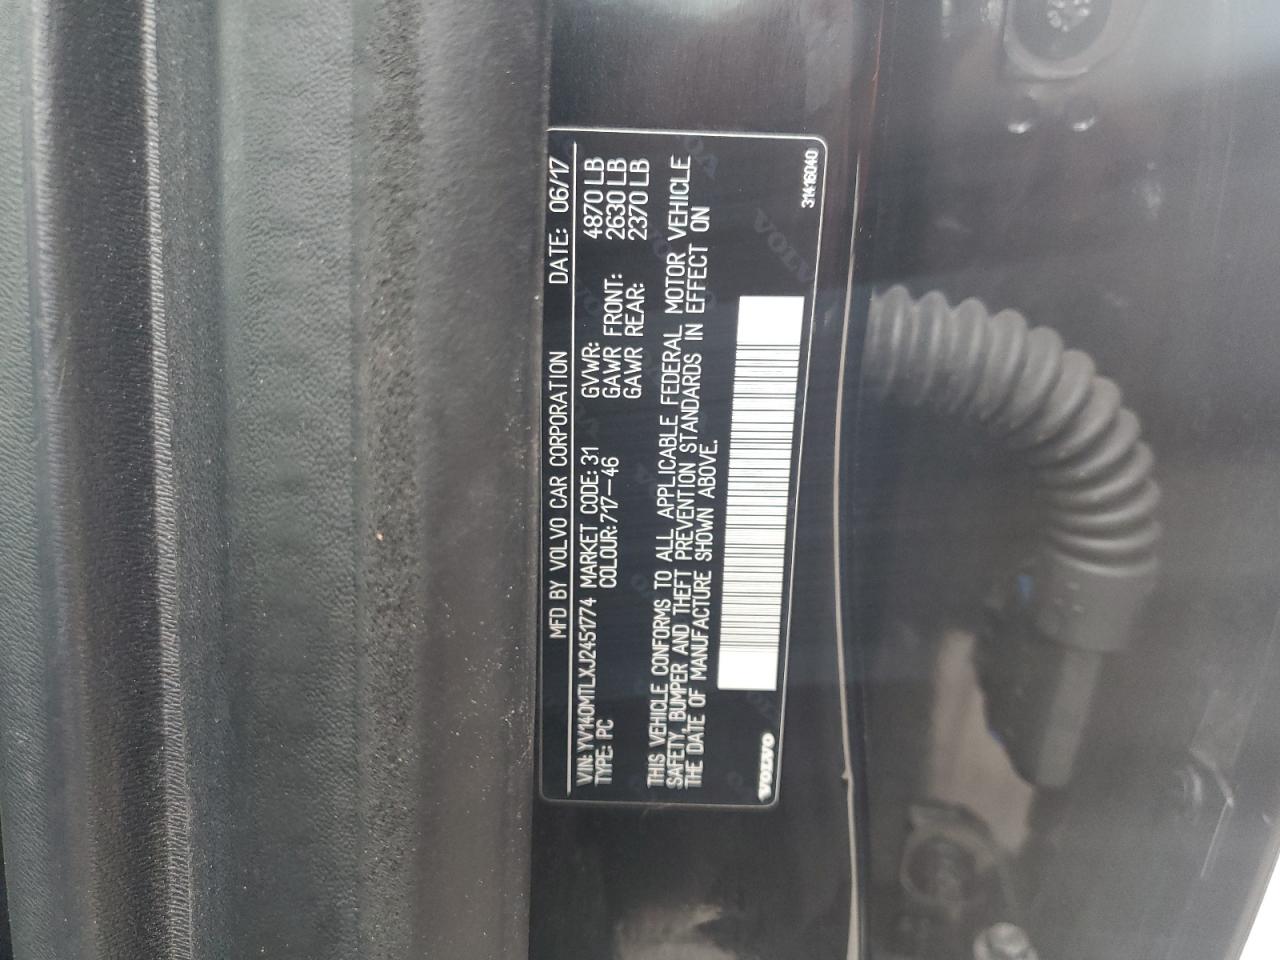 MFD BY VOLVO CAR CORPORATION DATE: 06/17
VIN: YV140MTLXJ2451774 MARKET CODE: 31 GVWR: 4870 LB
TYPE: PC COLOUR: 717-46 GAWR FRONT: 2630 LB
GAWR REAR: 2370 LB
THIS VEHICLE CONFORMS TO ALL APPLICABLE FEDERAL MOTOR VEHICLE
SAFETY, BUMPER AND THEFT PREVENTION STANDARDS IN EFFECT ON
THE DATE OF MANUFACTURE SHOWN ABOVE.
VOLVO 31416040